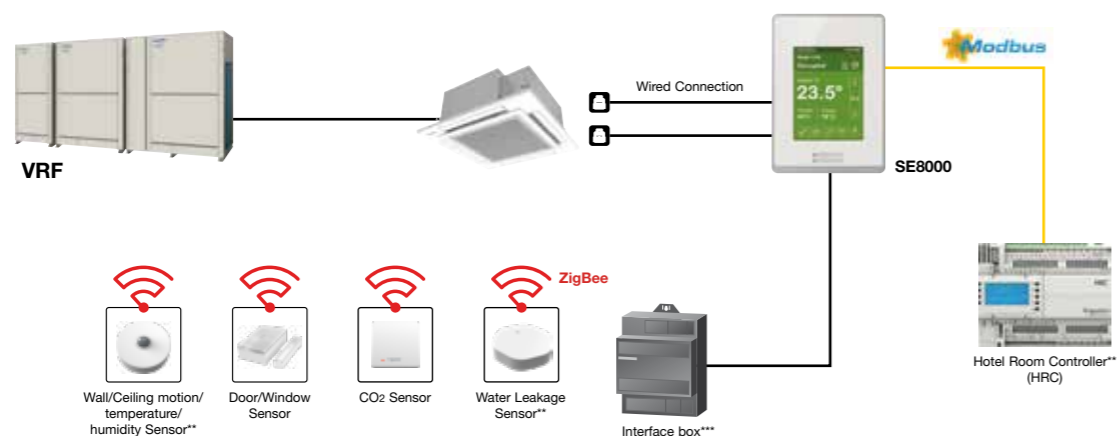 Modbus
Wired Connection
23.5°
VRF
SE8000
ZigBee
HRC
Wall/Ceiling motion/
temperature/
humidity Sensor**
Door/Window
Sensor
CO2 Sensor
Water Leakage
Sensor**
Interface box***
Hotel Room Controller**
(HRC)